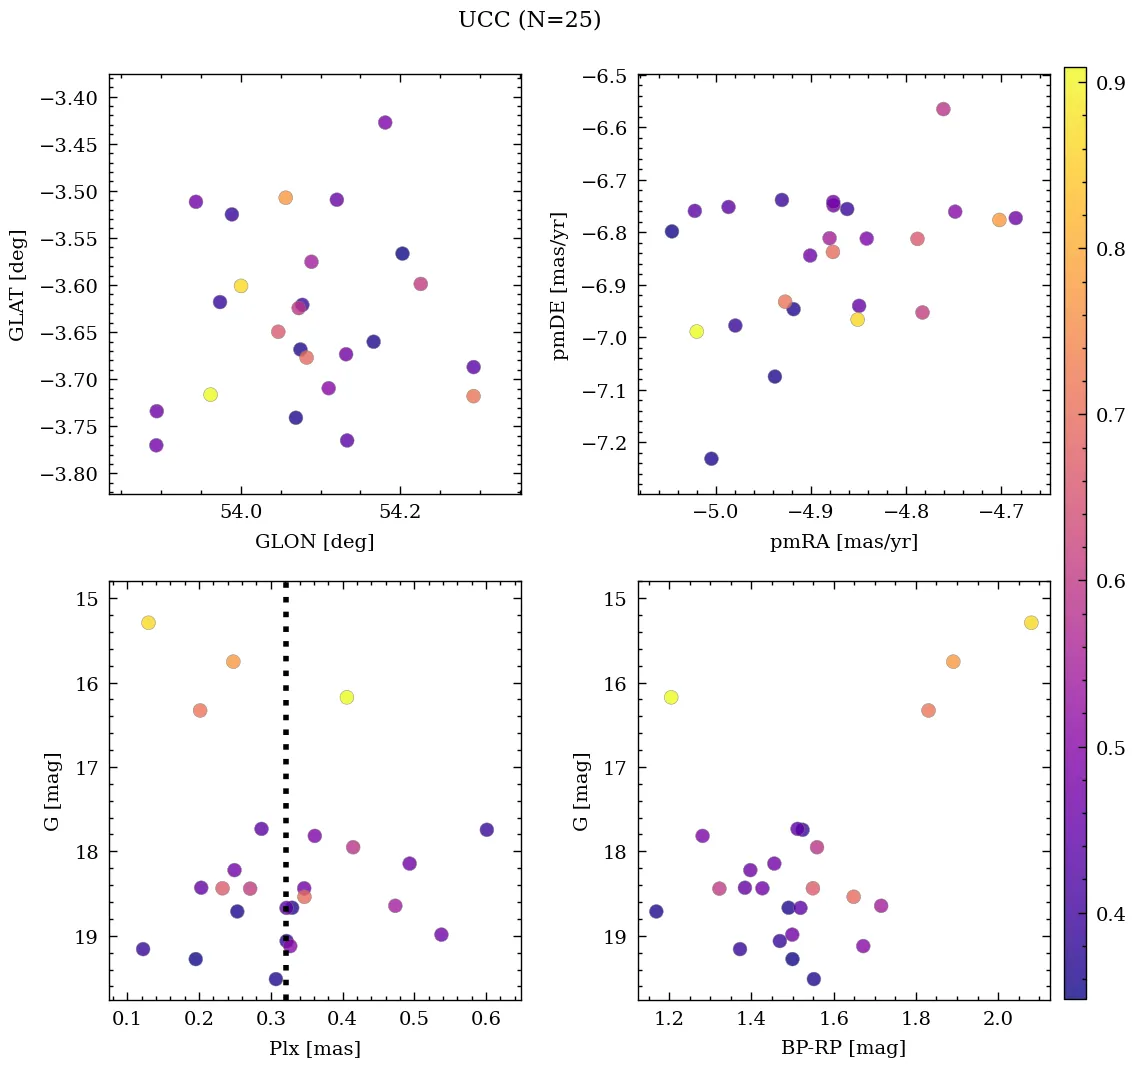 UCC (N=25)
−3.40
−3.45
−3.50
−3.55
−3.60
−3.65
−3.70
−3.75
−3.80
GLAT [deg]
54.0 54.2
GLON [deg]
−6.5
−6.6
−6.7
−6.8
−6.9
−7.0
−7.1
−7.2
pmDE [mas/yr]
−5.0 −4.9 −4.8 −4.7
pmRA [mas/yr]
15
16
17
18
19
G [mag]
0.1 0.2 0.3 0.4 0.5 0.6
Plx [mas]
15
16
17
18
19
G [mag]
1.2 1.4 1.6 1.8 2.0
BP-RP [mag]
0.9
0.8
0.7
0.6
0.5
0.4